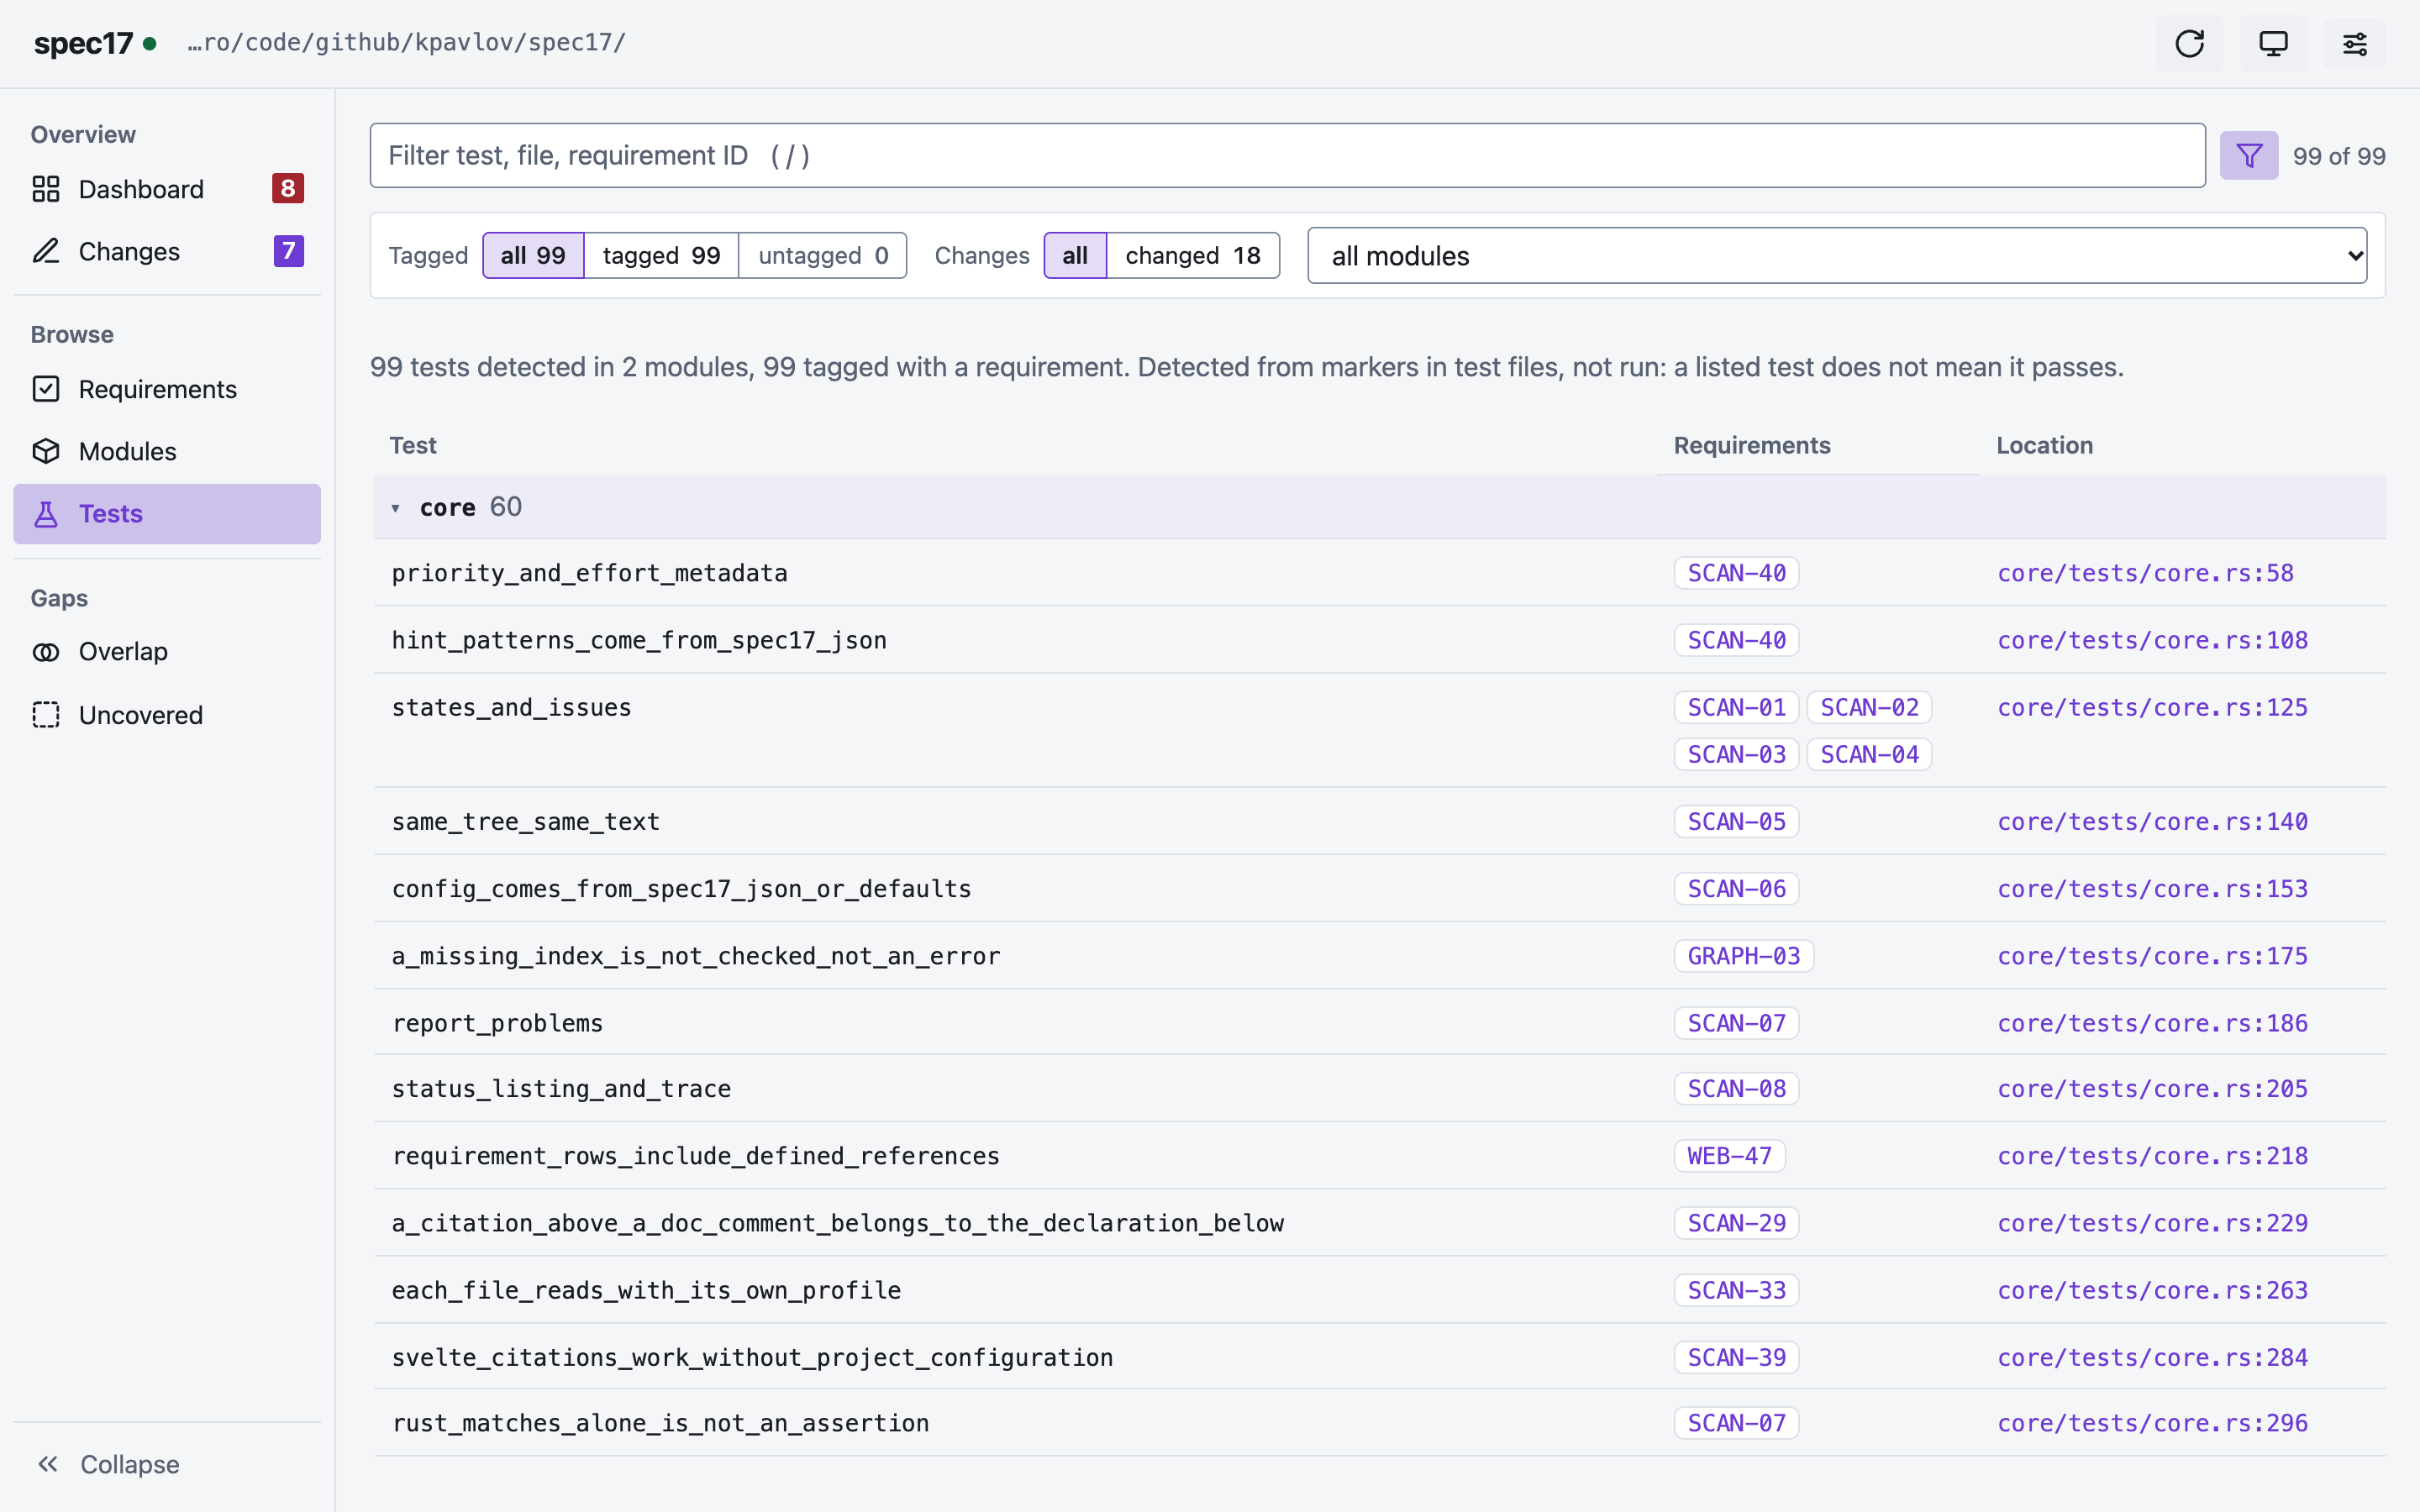 spec17 …ro/code/github/kpavlov/spec17/
Overview
Dashboard 8
Changes 7
Browse
Requirements
Modules
Tests
Gaps
Overlap
Uncovered
Collapse
Filter test, file, requirement ID (/) 99 of 99
Tagged all 99 tagged 99 untagged 0 Changes all changed 18 all modules
99 tests detected in 2 modules, 99 tagged with a requirement. Detected from markers in test files, not run: a listed test does not mean it passes.
Test Requirements Location
core 60
priority_and_effort_metadata SCAN-40 core/tests/core.rs:58
hint_patterns_come_from_spec17_json SCAN-40 core/tests/core.rs:108
states_and_issues SCAN-01 SCAN-02 core/tests/core.rs:125
SCAN-03 SCAN-04
same_tree_same_text SCAN-05 core/tests/core.rs:140
config_comes_from_spec17_json_or_defaults SCAN-06 core/tests/core.rs:153
a_missing_index_is_not_checked_not_an_error GRAPH-03 core/tests/core.rs:175
report_problems SCAN-07 core/tests/core.rs:186
status_listing_and_trace SCAN-08 core/tests/core.rs:205
requirement_rows_include_defined_references WEB-47 core/tests/core.rs:218
a_citation_above_a_doc_comment_belongs_to_the_declaration_below SCAN-29 core/tests/core.rs:229
each_file_reads_with_its_own_profile SCAN-33 core/tests/core.rs:263
svelte_citations_work_without_project_configuration SCAN-39 core/tests/core.rs:284
rust_matches_alone_is_not_an_assertion SCAN-07 core/tests/core.rs:296